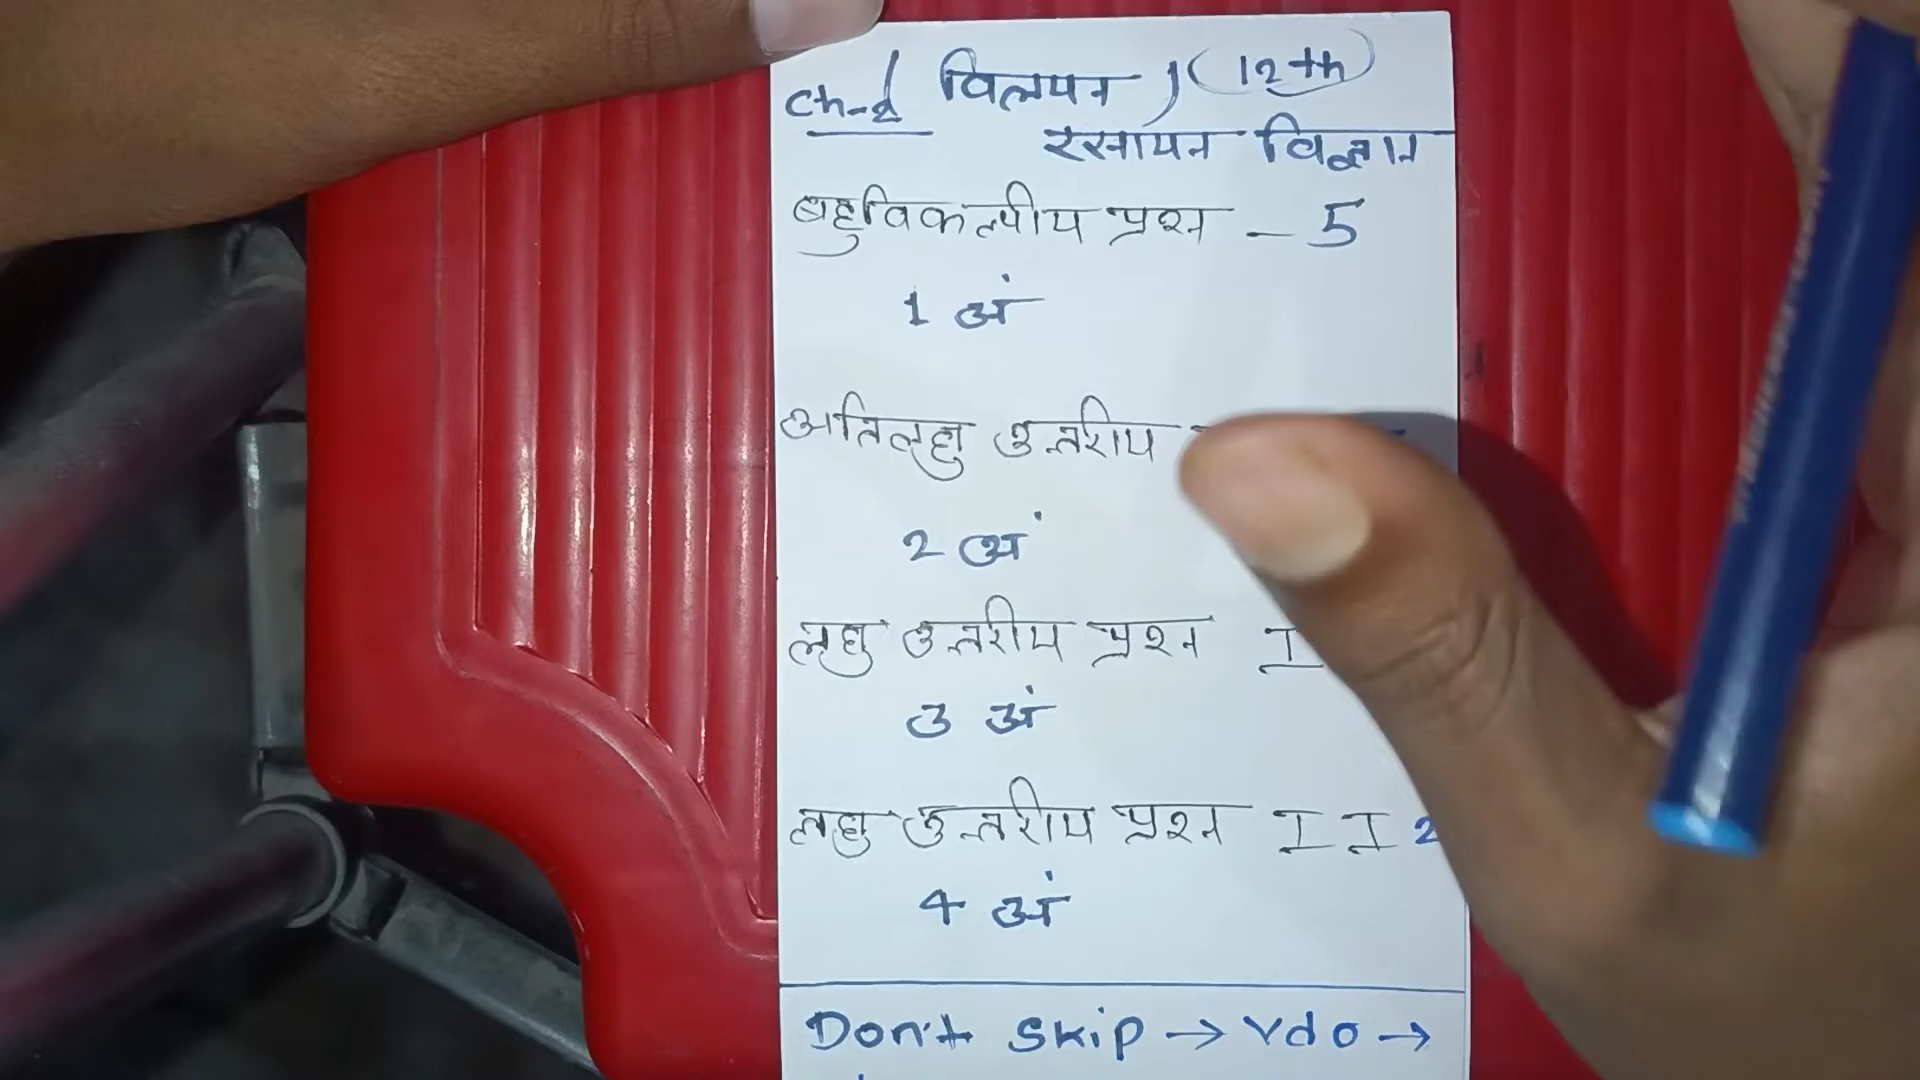 ch-2 विलयन, (12th)
रसायन विज्ञान
बहुविकल्पीय प्रश्न - 5
1 अं
अतिलघु उत्तरीय
2 अं
लघु उत्तरीय प्रश्न I
3 अं
लघु उत्तरीय प्रश्न II 2
4 अं
Don't skip → vdo →